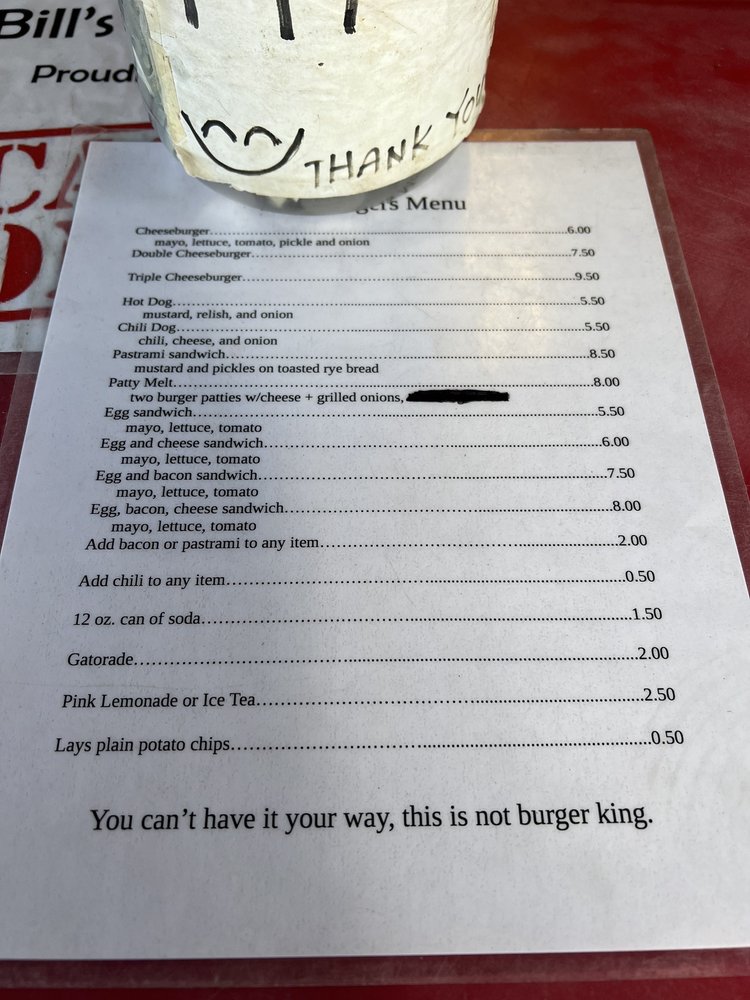 Bill's
THANK YOU
Menu
Cheeseburger..........6.00
mayo, lettuce, tomato, pickle and onion
Double Cheeseburger..........7.50
Triple Cheeseburger..........9.50
Hot Dog..........5.50
mustard, relish, and onion
Chili Dog..........5.50
chili, cheese, and onion
Pastrami sandwich..........8.50
mustard and pickles on toasted rye bread
Patty Melt..........8.00
two burger patties w/cheese + grilled onions,
Egg sandwich..........5.50
mayo, lettuce, tomato
Egg and cheese sandwich..........6.00
mayo, lettuce, tomato
Egg and bacon sandwich..........7.50
mayo, lettuce, tomato
Egg, bacon, cheese sandwich..........8.00
mayo, lettuce, tomato
Add bacon or pastrami to any item..........2.00
Add chili to any item..........0.50
12 oz. can of soda..........1.50
Gatorade..........2.00
Pink Lemonade or Ice Tea..........2.50
Lays plain potato chips..........0.50
You can't have it your way, this is not burger king.